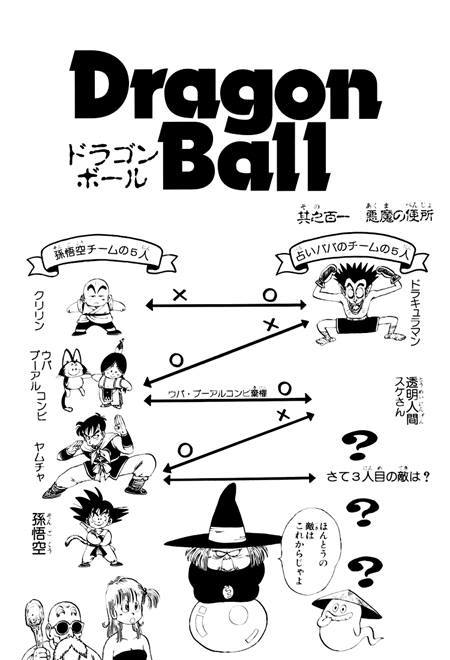 Dragon
Ball
ドラゴン
ボール
其之百一 悪魔の便所
孫悟空チームの5人
占いババのチームの5人
クリリン
× ○
ドラキュラマン
×
ウパ
プーアルコンビ
○
ウパ・プーアルコンビ棄権
透明人間
スケさん
×
ヤムチャ
○
?
さて3人目の敵は?
孫悟空
?
ほんとうの
敵は
これからじゃよ
?